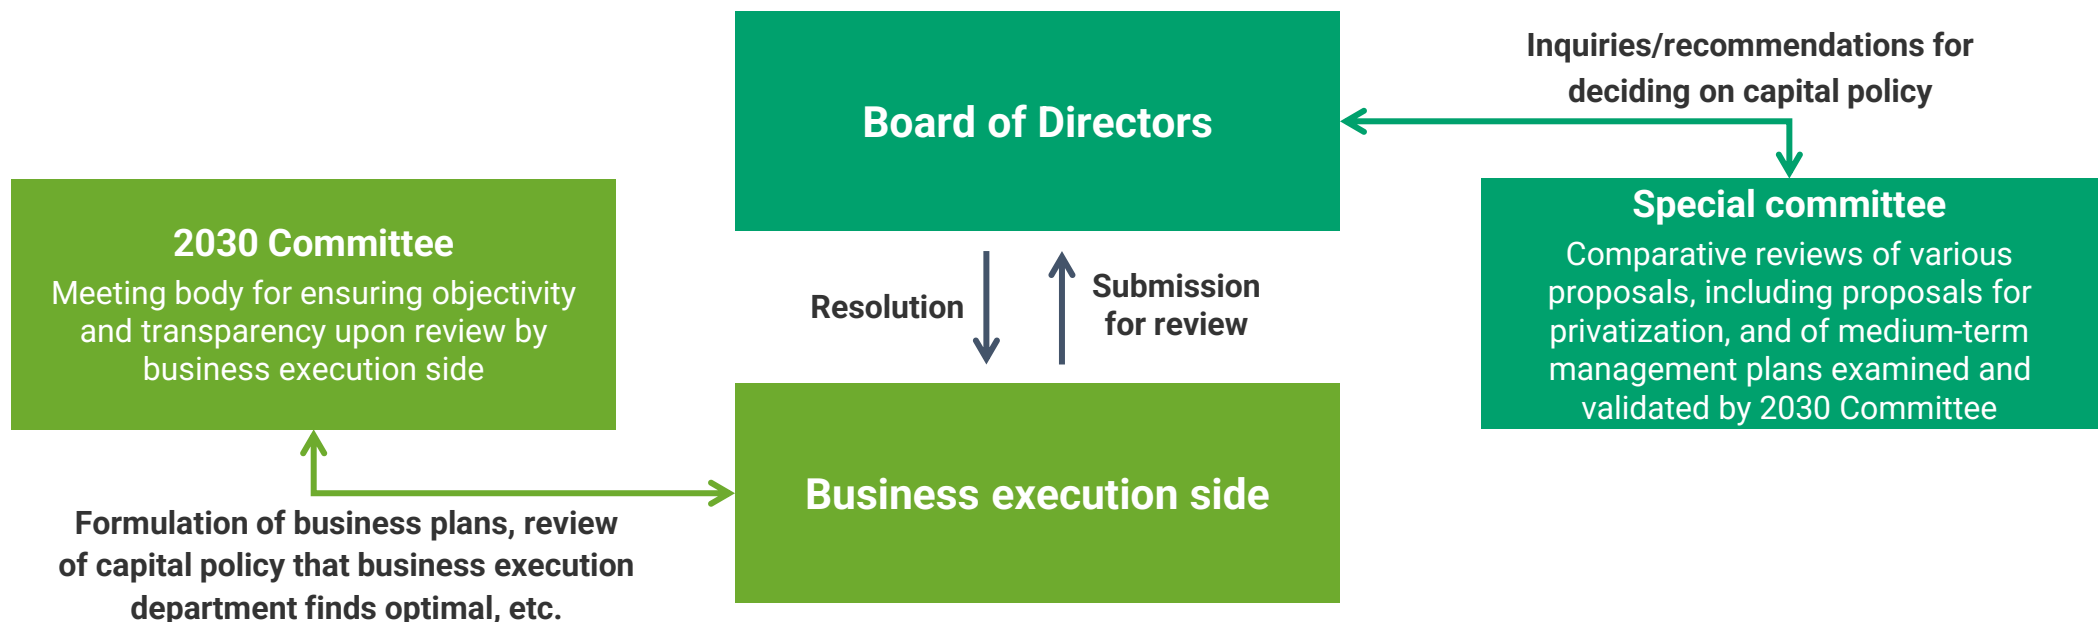 Board of Directors
Inquiries/recommendations for
deciding on capital policy
2030 Committee
Meeting body for ensuring objectivity
and transparency upon review by
business execution side
Resolution
Submission
for review
Special committee
Comparative reviews of various
proposals, including proposals for
privatization, and of medium-term
management plans examined and
validated by 2030 Committee
Business execution side
Formulation of business plans, review
of capital policy that business execution
department finds optimal, etc.